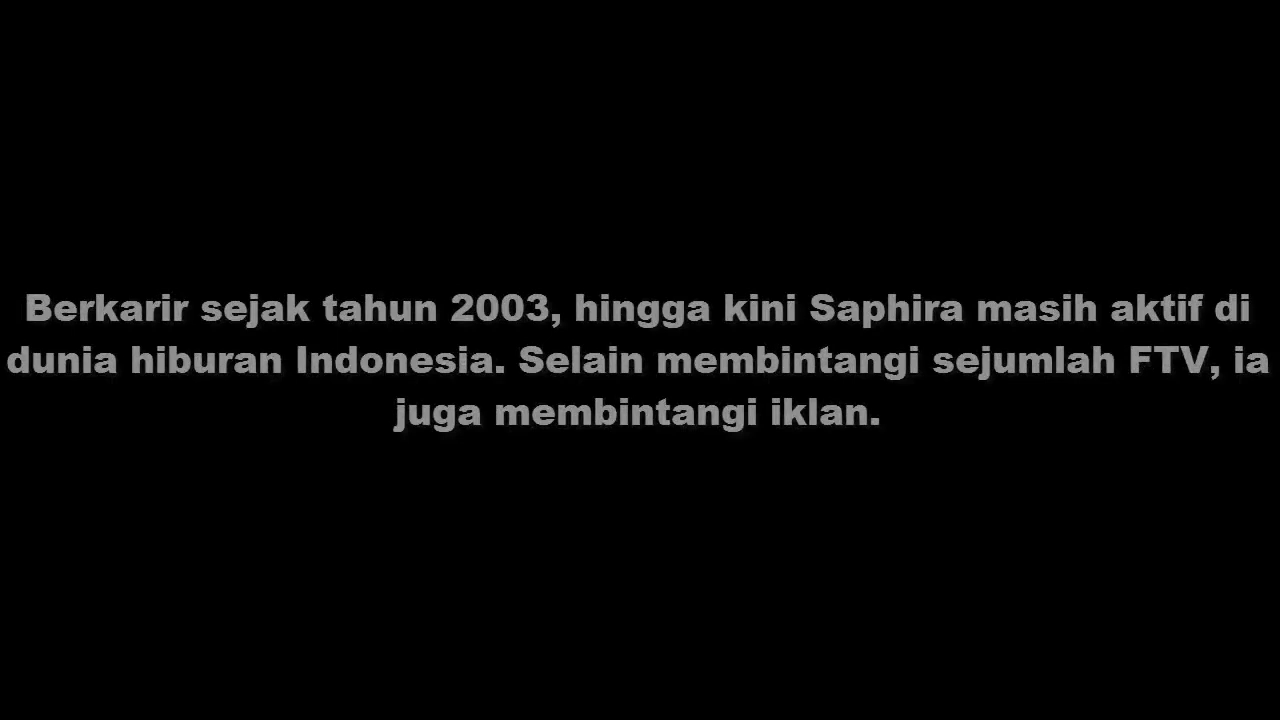 Berkarir sejak tahun 2003, hingga kini Saphira masih aktif di
dunia hiburan Indonesia. Selain membintangi sejumlah FTV, ia
juga membintangi iklan.